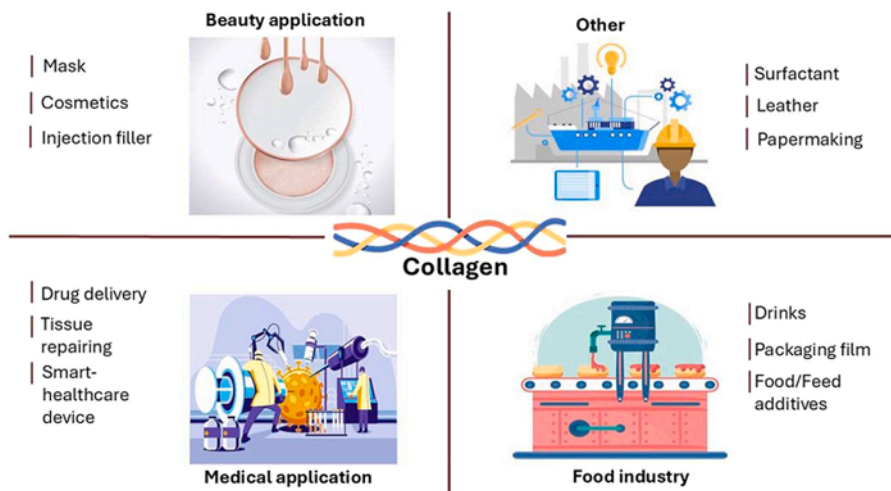 Beauty application
Mask
Cosmetics
Injection filler
Other
Surfactant
Leather
Papermaking
Collagen
Drug delivery
Tissue
repairing
Smart-
healthcare
device
Medical application
Drinks
Packaging film
Food/Feed
additives
Food industry